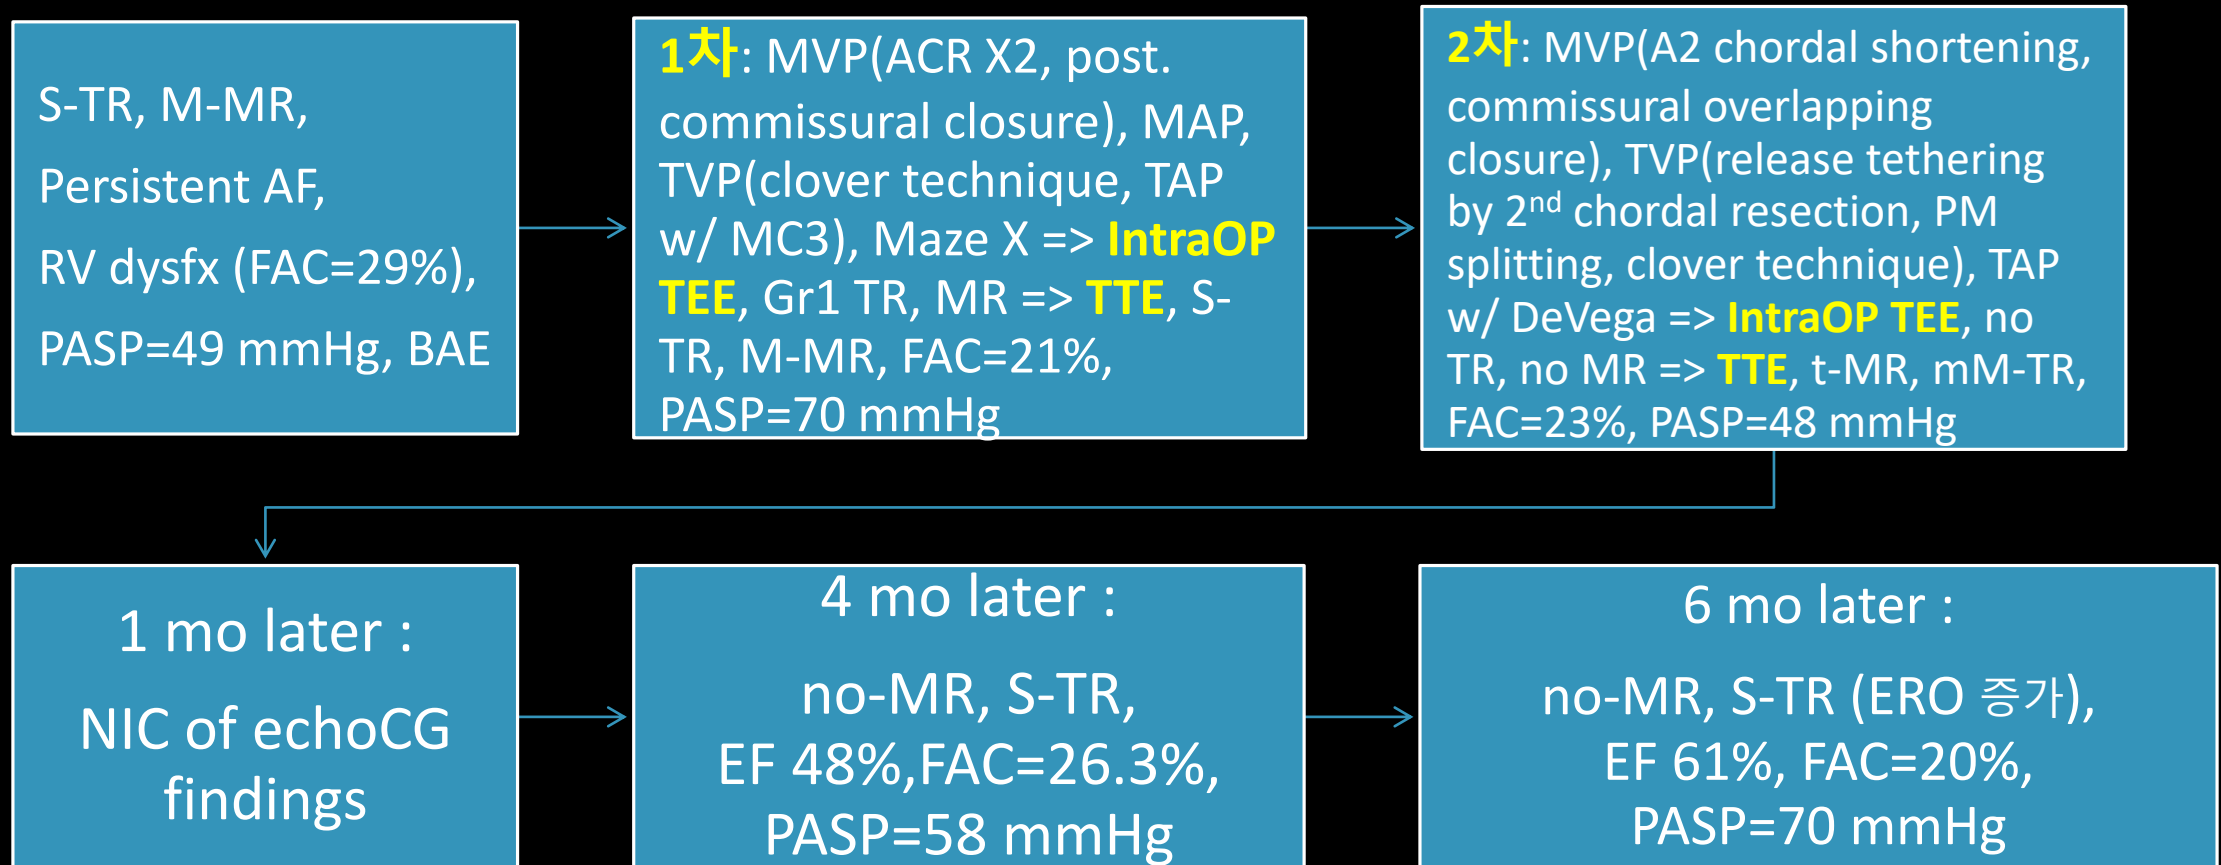 S-TR, M-MR,
Persistent AF,
RV dysfx (FAC=29%),
PASP=49 mmHg, BAE
1차: MVP(ACR X2, post.
commissural closure), MAP,
TVP(clover technique, TAP
w/ MC3), Maze X => IntraOP
TEE, Gr1 TR, MR => TTE, S-
TR, M-MR, FAC=21%,
PASP=70 mmHg
2차: MVP(A2 chordal shortening,
commissural overlapping
closure), TVP(release tethering
by 2nd chordal resection, PM
splitting, clover technique), TAP
w/ DeVega => IntraOP TEE, no
TR, no MR => TTE, t-MR, mM-TR,
FAC=23%, PASP=48 mmHg
1 mo later :
NIC of echoCG
findings
4 mo later :
no-MR, S-TR,
EF 48%,FAC=26.3%,
PASP=58 mmHg
6 mo later :
no-MR, S-TR (ERO 증가),
EF 61%, FAC=20%,
PASP=70 mmHg